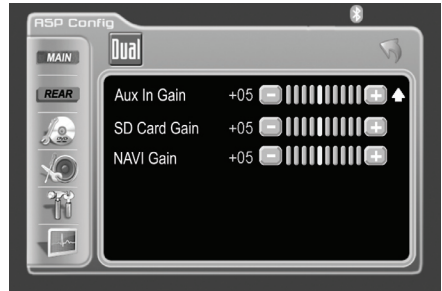 ASP Config
MAIN
Dual
REAR
Aux In Gain +05
SD Card Gain +05
NAVI Gain +05